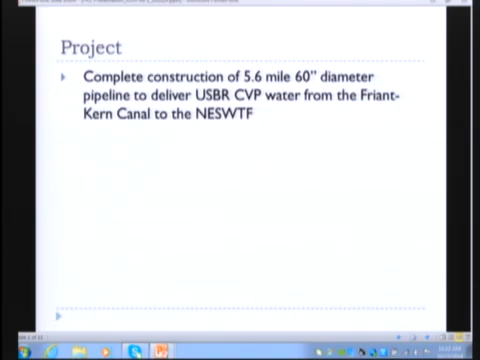 Project
Complete construction of 5.6 mile 60" diameter
pipeline to deliver USBR CVP water from the Friant-
Kern Canal to the NESWTF